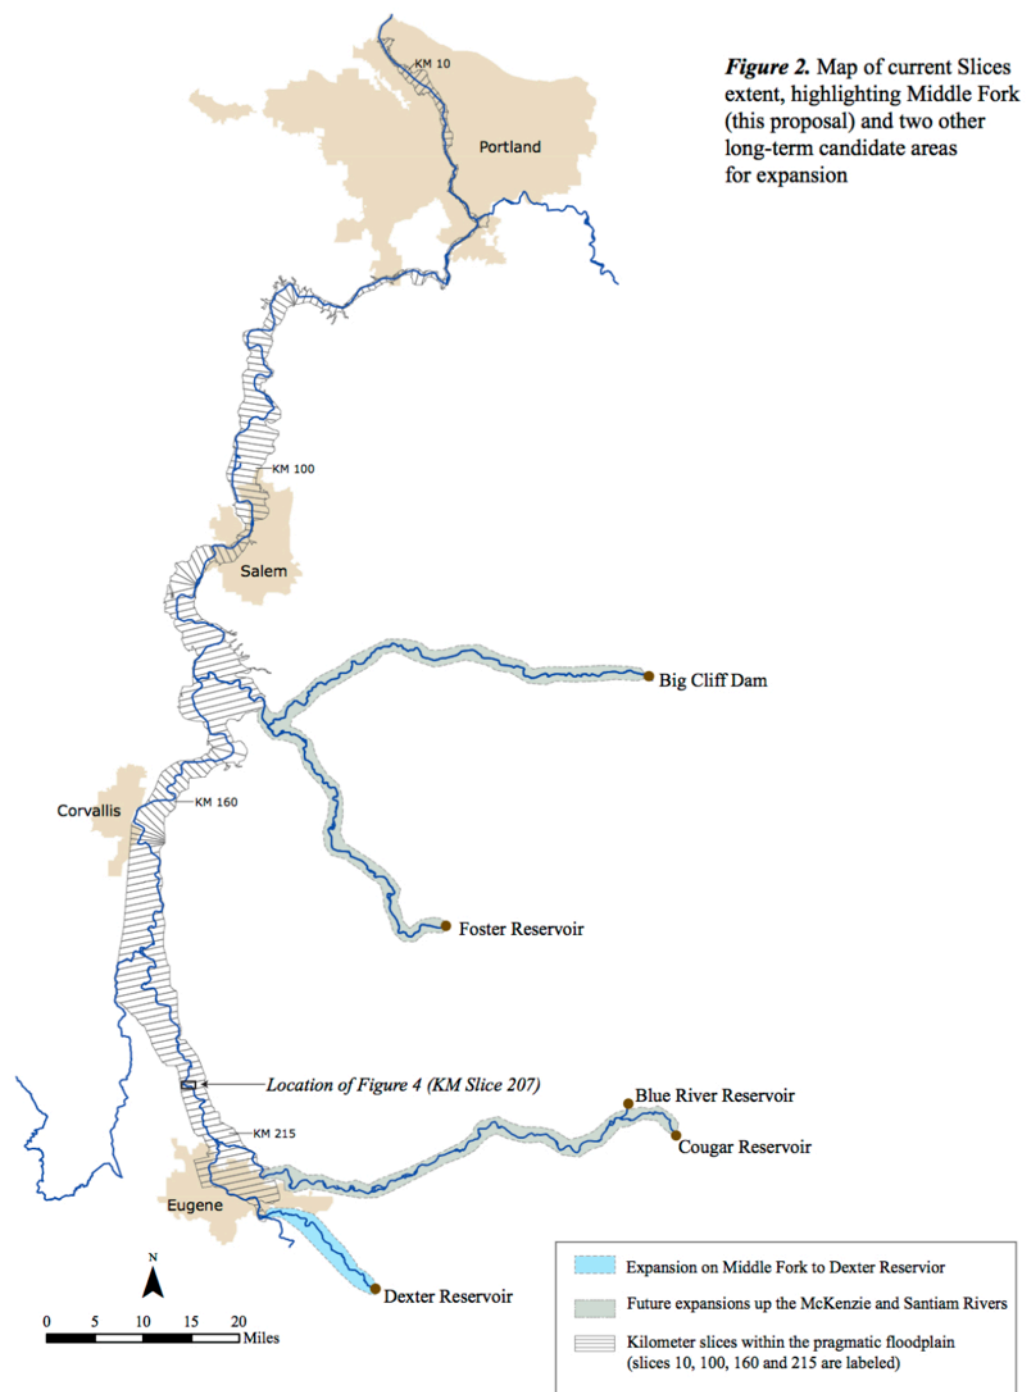 Figure 2. Map of current Slices
extent, highlighting Middle Fork
(this proposal) and two other
long-term candidate areas
for expansion
KM 10
Portland
KM 100
Salem
Big Cliff Dam
KM 160
Corvallis
Foster Reservoir
Location of Figure 4 (KM Slice 207)
Blue River Reservoir
KM 215
Cougar Reservoir
Eugene
N
Dexter Reservoir
0 5 10 15 20
Miles
Expansion on Middle Fork to Dexter Reservior
Future expansions up the McKenzie and Santiam Rivers
Kilometer slices within the pragmatic floodplain
(slices 10, 100, 160 and 215 are labeled)